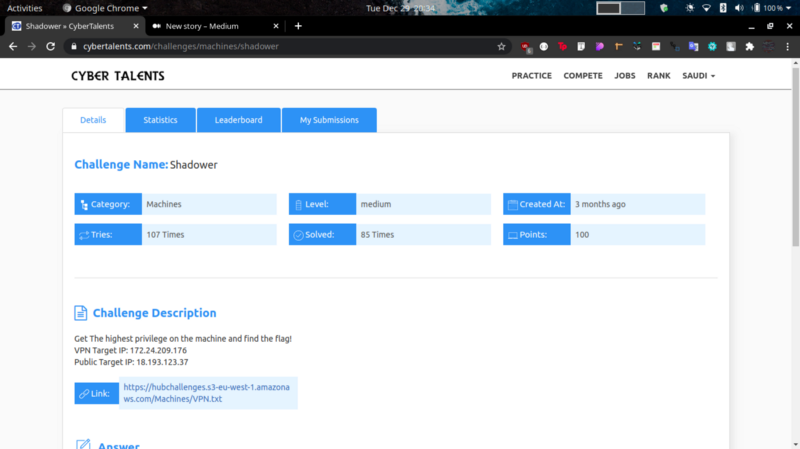 Activities Google Chrome Tue Dec 29 20:34 100 %
Shadower » CyberTalents New story – Medium
cybertalents.com/challenges/machines/shadower
CYBER TALENTS PRACTICE COMPETE JOBS RANK SAUDI
Details Statistics Leaderboard My Submissions
Challenge Name: Shadower
Category: Machines Level: medium Created At: 3 months ago
Tries: 107 Times Solved: 85 Times Points: 100
Challenge Description
Get The highest privilege on the machine and find the flag!
VPN Target IP: 172.24.209.176
Public Target IP: 18.193.123.37
Link: https://hubchallenges.s3-eu-west-1.amazona
ws.com/Machines/VPN.txt
Answer